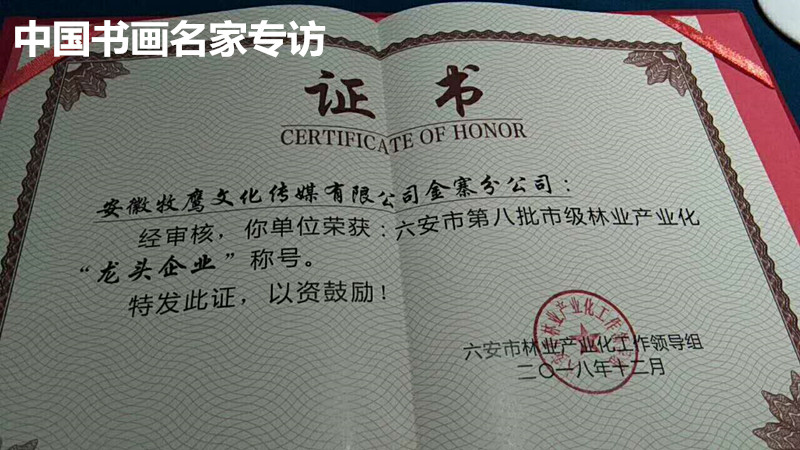 中国书画名家专访
证书
CERTIFICATE OF HONOR
安徽牧鹰文化传媒有限公司金寨分公司：
经审核，你单位荣获：六安市第八批市级林业产业化
“龙头企业”称号。
特发此证，以资鼓励！
六安市林业产业化工作领导组
二〇一八年十二月